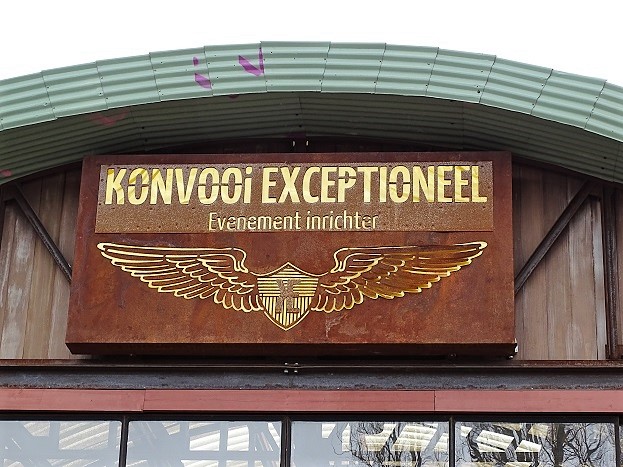 KONVOOi EXCEPTIONEEL
Evenement inrichter